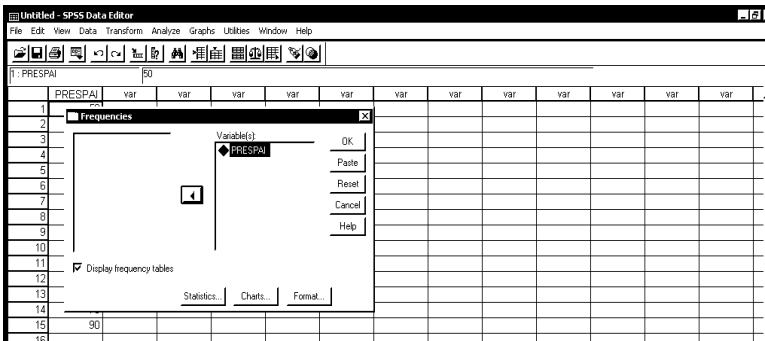 Untitled - SPSS Data Editor
File Edit View Data Transform Analyze Graphs Utilities Window Help
1 : PRESPAI 50
PRESPAI var var var var var var var var var var var
1
2
3
4
5
6
7
8
9
10
11
12
13
14
15 90
16
Frequencies
Variable(s):
PRESPAI
OK
Paste
Reset
Cancel
Help
Display frequency tables
Statistics... Charts... Format...